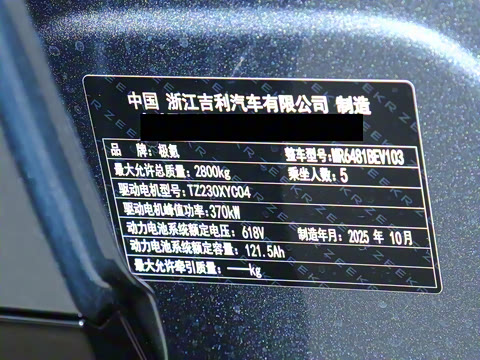 中国 浙江吉利汽车有限公司 制造
品 牌：极氪 整车型号：MR6481BEV103
最大允许总质量：2800kg 乘坐人数：5
驱动电机型号：TZ230XYG04
驱动电机峰值功率：370kW
动力电池系统额定电压：618V 制造年月：2025 年 10月
动力电池系统额定容量：121.5Ah
最大允许牵引质量：——kg